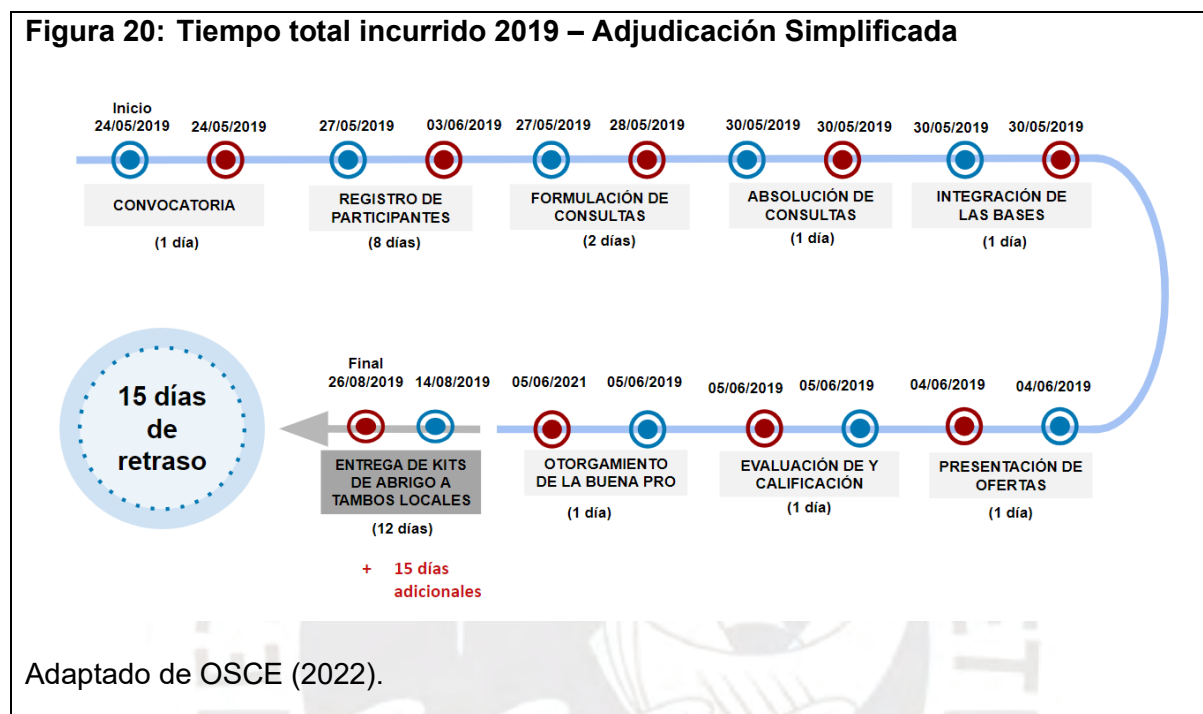 Figura 20: Tiempo total incurrido 2019 – Adjudicación Simplificada
Inicio
24/05/2019 24/05/2019 27/05/2019 03/06/2019 27/05/2019 28/05/2019 30/05/2019 30/05/2019 30/05/2019 30/05/2019
CONVOCATORIA
(1 día)
REGISTRO DE
PARTICIPANTES
(8 días)
FORMULACIÓN DE
CONSULTAS
(2 días)
ABSOLUCIÓN DE
CONSULTAS
(1 día)
INTEGRACIÓN DE
LAS BASES
(1 día)
15 días
de
retraso
Final
26/08/2019 14/08/2019 05/06/2021 05/06/2019 05/06/2019 05/06/2019 04/06/2019 04/06/2019
ENTREGA DE KITS
DE ABRIGO A
TAMBOS LOCALES
(12 días)
+ 15 días
adicionales
OTORGAMIENTO
DE LA BUENA PRO
(1 día)
EVALUACIÓN DE Y
CALIFICACIÓN
(1 día)
PRESENTACIÓN DE
OFERTAS
(1 día)
Adaptado de OSCE (2022).